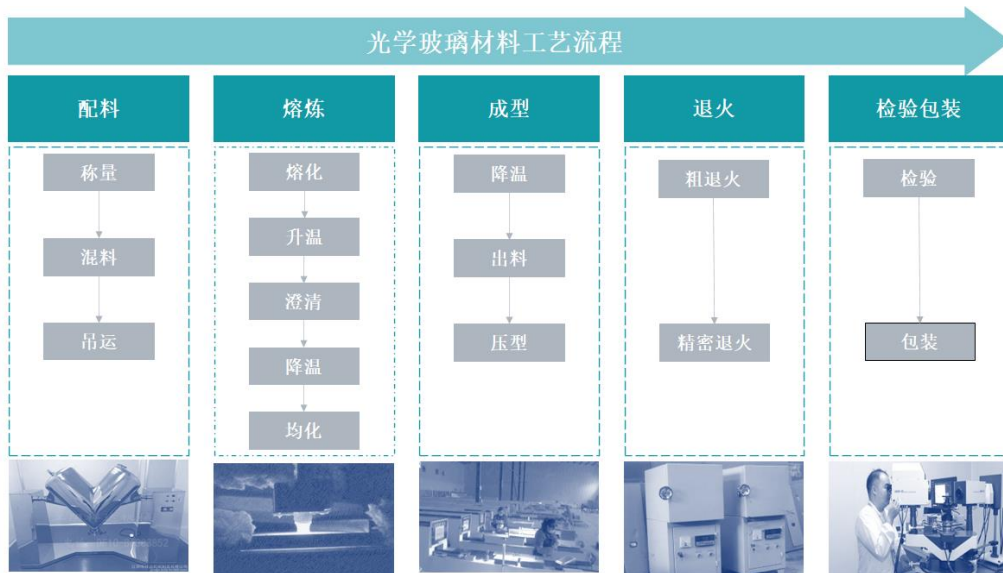 光学玻璃材料工艺流程
配料
熔炼
成型
退火
检验包装
称量
混料
吊运
熔化
升温
澄清
降温
均化
降温
出料
压型
粗退火
精密退火
检验
包装